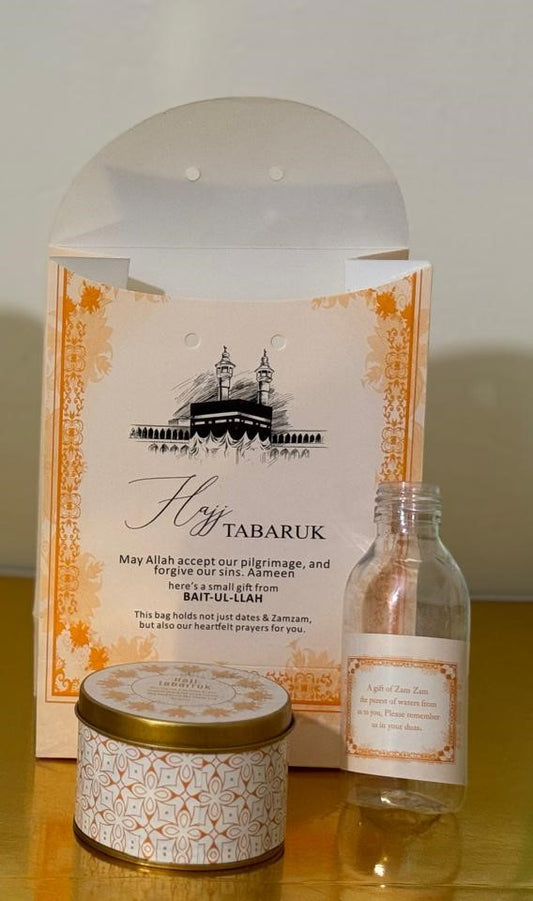 Hajj
TABARUK
May Allah accept our pilgrimage, and
forgive our sins. Aameen
here's a small gift from
BAIT-UL-LLAH
This bag holds not just dates & Zamzam,
but also our heartfelt prayers for you.
Hajj
tabarruk
A gift of Zam Zam
the purest of waters from
us to you, Please remember
us in your duas.